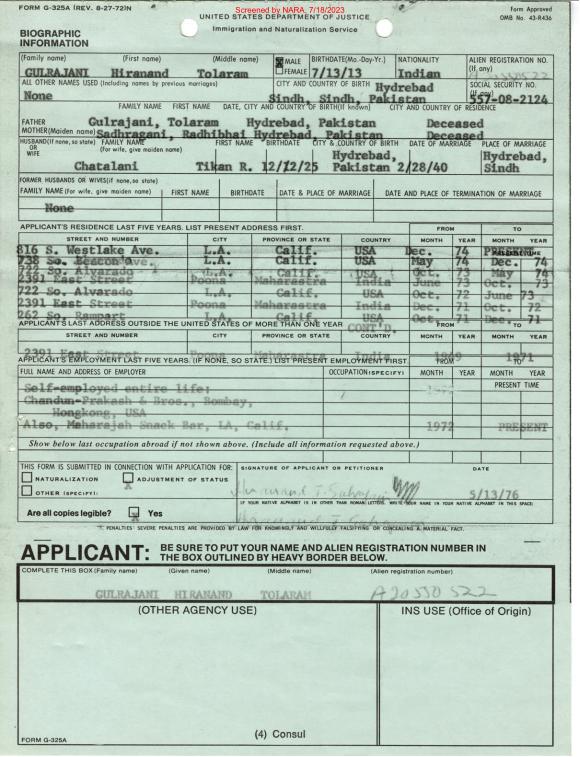 FORM G-325A (REV. 8-27-72)N
Screened by NARA, 7/18/2023
UNITED STATES DEPARTMENT OF JUSTICE
Form Approved
OMB No. 43-R436
Immigration and Naturalization Service
BIOGRAPHIC
INFORMATION
(Family name) (First name) (Middle name) MALE BIRTHDATE(Mo.-Day-Yr.) NATIONALITY ALIEN REGISTRATION NO.
GULRAJANI Hiranand Tolaram FEMALE 7/13/13 Indian (If any)
ALL OTHER NAMES USED (Including names by previous marriages) CITY AND COUNTRY OF BIRTH Hydrebad SOCIAL SECURITY NO.
None Sindh, Sindh, Pakistan (If any) 557-08-2124
FAMILY NAME FIRST NAME DATE, CITY AND COUNTRY OF BIRTH(If known) CITY AND COUNTRY OF RESIDENCE
FATHER Gulrajani, Tolaram Hydrebad, Pakistan Deceased
MOTHER(Maiden name) Sadhragani, Radhibhai Hydrebad, Pakistan Deceased
HUSBAND(If none, so state) OR WIFE FAMILY NAME (For wife, give maiden name) FIRST NAME BIRTHDATE CITY & COUNTRY OF BIRTH DATE OF MARRIAGE PLACE OF MARRIAGE
Hydrebad, Hydrebad,
Chatalani Tikan R. 12/12/25 Pakistan 2/28/40 Sindh
FORMER HUSBANDS OR WIVES(if none, so state)
FAMILY NAME (For wife, give maiden name) FIRST NAME BIRTHDATE DATE & PLACE OF MARRIAGE DATE AND PLACE OF TERMINATION OF MARRIAGE
None
APPLICANT'S RESIDENCE LAST FIVE YEARS. LIST PRESENT ADDRESS FIRST. FROM TO
STREET AND NUMBER CITY PROVINCE OR STATE COUNTRY MONTH YEAR MONTH YEAR
816 S. Westlake Ave. L.A. Calif. USA Dec. 74 PRESENT
738 So. Beacon Ave. L.A. Calif. USA May 74 Dec. 74
722 So. Alvarado L.A. Calif. USA Oct. 73 May 74
2391 East Street Poona Maharastra India June 73 Oct. 73
722 So. Alvarado L.A. Calif. USA Oct. 72 June 73
2391 East Street Poona Maharastra India Dec. 71 Oct. 72
262 So. Rampart L.A. Calif. USA Oct. 71 Dec. 71
APPLICANT'S LAST ADDRESS OUTSIDE THE UNITED STATES OF MORE THAN ONE YEAR CONT'D. FROM TO
STREET AND NUMBER CITY PROVINCE OR STATE COUNTRY MONTH YEAR MONTH YEAR
2391 East Street Poona Maharastra India 1969 1971
APPLICANT'S EMPLOYMENT LAST FIVE YEARS. (IF NONE, SO STATE.) LIST PRESENT EMPLOYMENT FIRST. FROM TO
FULL NAME AND ADDRESS OF EMPLOYER OCCUPATION(SPECIFY) MONTH YEAR MONTH YEAR
Self-employed entire life: PRESENT TIME
Chandun-Prakash & Bros., Bombay,
Hongkong, USA
Also, Maharajah Snack Bar, LA, Calif. 1972 PRESENT
Show below last occupation abroad if not shown above. (Include all information requested above.)
THIS FORM IS SUBMITTED IN CONNECTION WITH APPLICATION FOR: SIGNATURE OF APPLICANT OR PETITIONER DATE
NATURALIZATION X ADJUSTMENT OF STATUS
OTHER (SPECIFY): 5/13/76
IF YOUR NATIVE ALPHABET IS IN OTHER THAN ROMAN LETTERS, WRITE YOUR NAME IN YOUR NATIVE ALPHABET IN THIS SPACE:
Are all copies legible? X Yes
PENALTIES: SEVERE PENALTIES ARE PROVIDED BY LAW FOR KNOWINGLY AND WILLFULLY FALSIFYING OR CONCEALING A MATERIAL FACT.
APPLICANT: BE SURE TO PUT YOUR NAME AND ALIEN REGISTRATION NUMBER IN
THE BOX OUTLINED BY HEAVY BORDER BELOW.
COMPLETE THIS BOX (Family name) (Given name) (Middle name) (Alien registration number)
GULRAJANI HIRANAND TOLARAM A20550522
(OTHER AGENCY USE) INS USE (Office of Origin)
(4) Consul
FORM G-325A